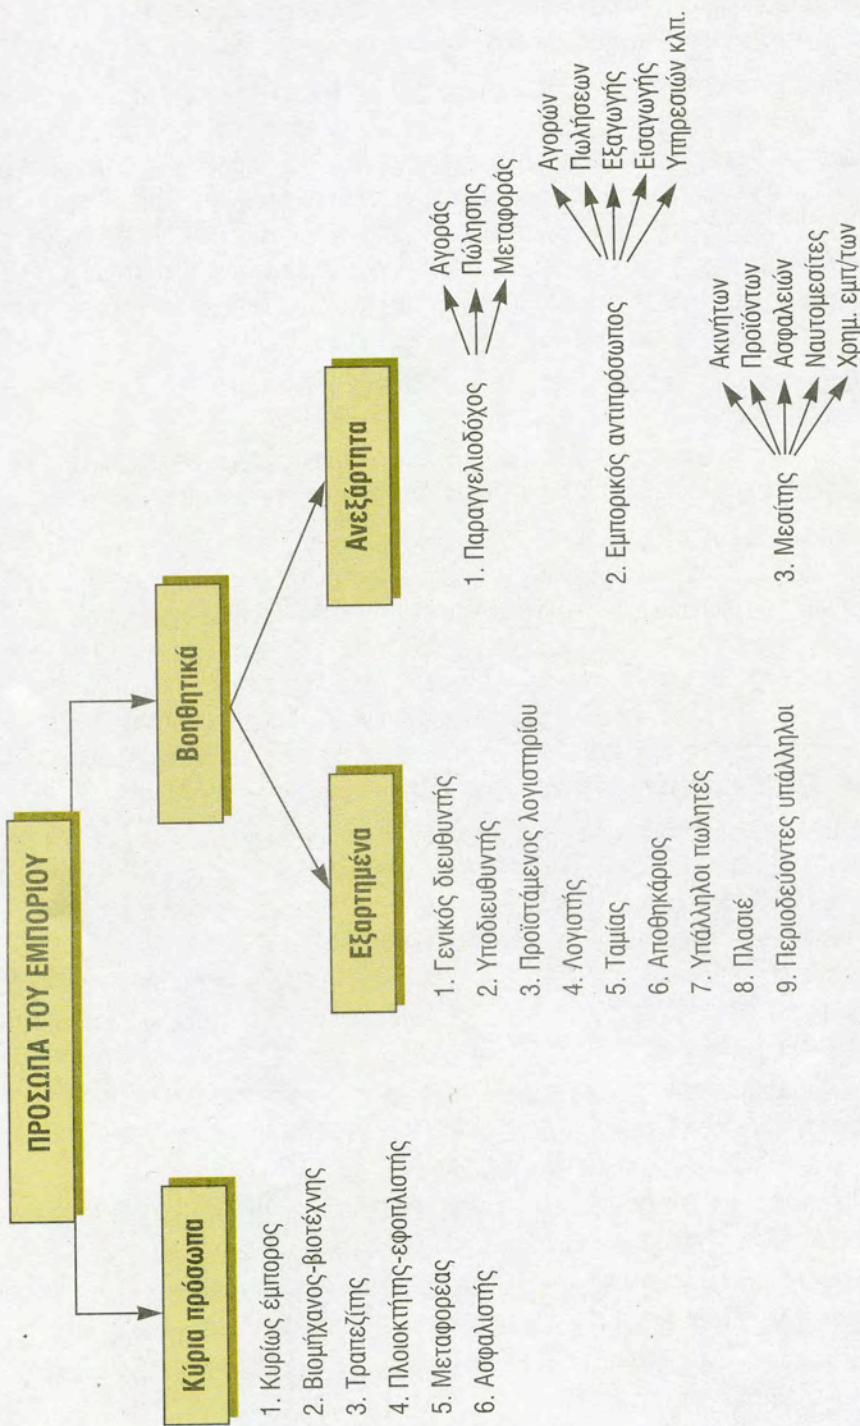 ΠΡΟΣΩΠΑ ΤΟΥ ΕΜΠΟΡΙΟΥ
Κύρια πρόσωπα
1. Κυρίως έμπορος
2. Βιομήχανος-βιοτέχνης
3. Τραπεζίτης
4. Πλοιοκτήτης-εφοπλιστής
5. Μεταφορέας
6. Ασφαλιστής
Βοηθητικά
Εξαρτημένα
1. Γενικός διευθυντής
2. Υποδιευθυντής
3. Προϊστάμενος λογιστηρίου
4. Λογιστής
5. Ταμίας
6. Αποθηκάριος
7. Υπάλληλοι πωλητές
8. Πλασιέ
9. Περιοδεύοντες υπάλληλοι
Ανεξάρτητα
1. Παραγγελιοδόχος
Αγοράς
Πώλησης
Μεταφοράς
2. Εμπορικός αντιπρόσωπος
Αγορών
Πωλήσεων
Εξαγωγής
Εισαγωγής
Υπηρεσιών κλπ.
3. Μεσίτης
Ακινήτων
Προϊόντων
Ασφαλειών
Ναυτομεσίτες
Χρημ. εμπ/των